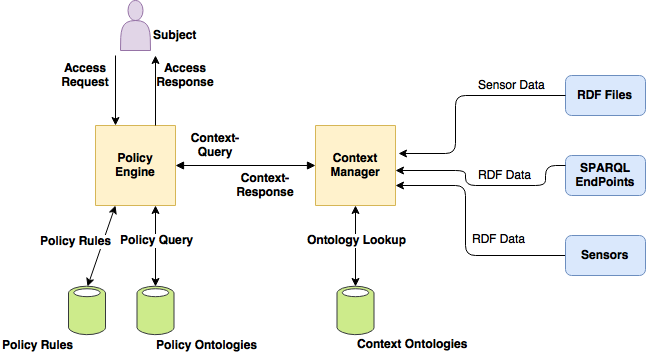 Subject
Access
Request
Access
Response
Sensor Data
RDF Files
Policy
Engine
Context-
Query
Context-
Response
Context
Manager
RDF Data
SPARQL
EndPoints
Policy Rules
Policy Query
Ontology Lookup
RDF Data
Sensors
Policy Rules
Policy Ontologies
Context Ontologies